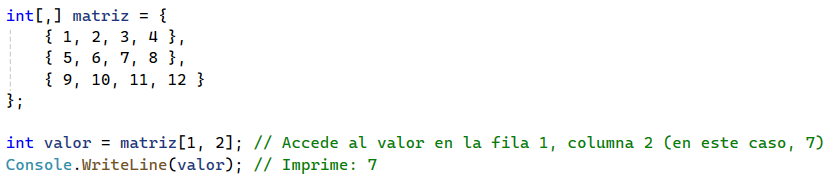 int[,] matriz = {
    { 1, 2, 3, 4 },
    { 5, 6, 7, 8 },
    { 9, 10, 11, 12 }
};
int valor = matriz[1, 2]; // Accede al valor en la fila 1, columna 2 (en este caso, 7)
Console.WriteLine(valor); // Imprime: 7